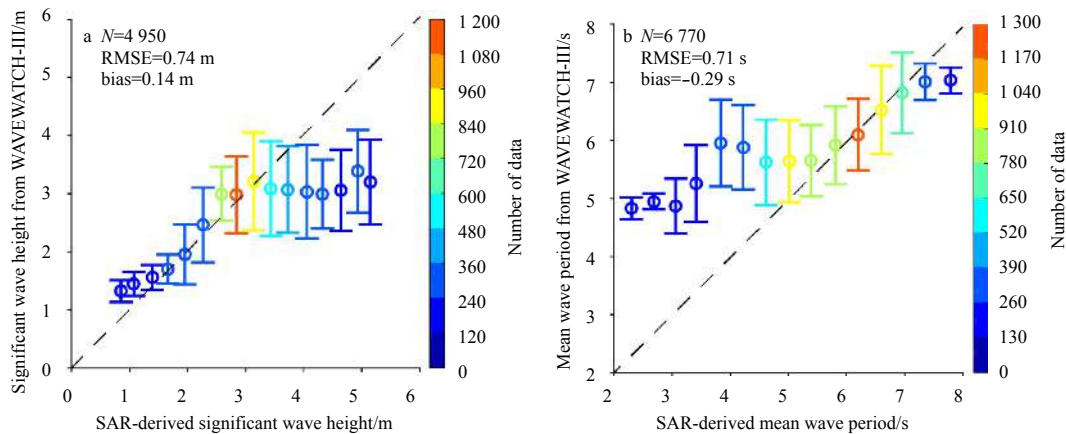 Significant wave height from WAVEWATCH-III/m
6
5
4
3
2
1
0
a N=4 950
RMSE=0.74 m
bias=0.14 m
0 1 2 3 4 5 6
SAR-derived significant wave height/m
1 200
1 080
960
840
720
600
480
360
240
120
0
Number of data
Mean wave period from WAVEWATCH-III/s
8
7
6
5
4
3
2
b N=6 770
RMSE=0.71 s
bias=−0.29 s
2 3 4 5 6 7 8
SAR-derived mean wave period/s
1 300
1 170
1 040
910
780
650
520
390
260
130
0
Number of data